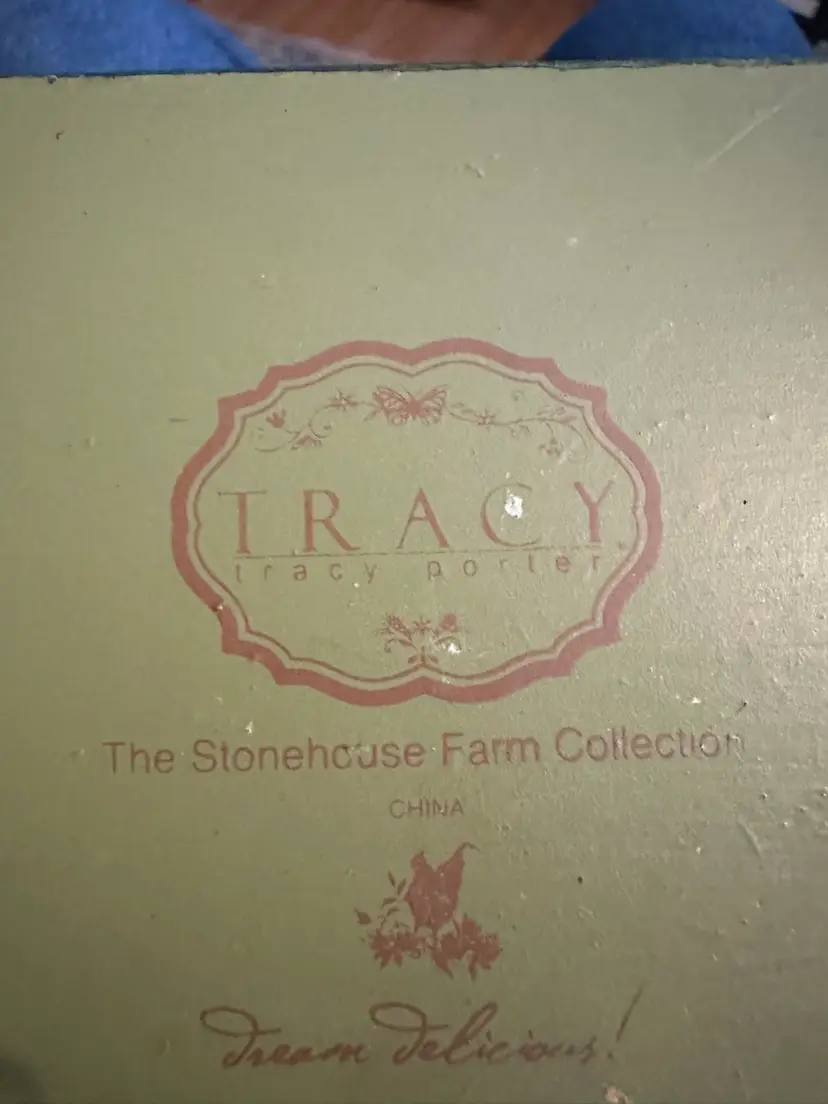 TRACY
tracy porter
The Stonehouse Farm Collection
CHINA
dream delicious!